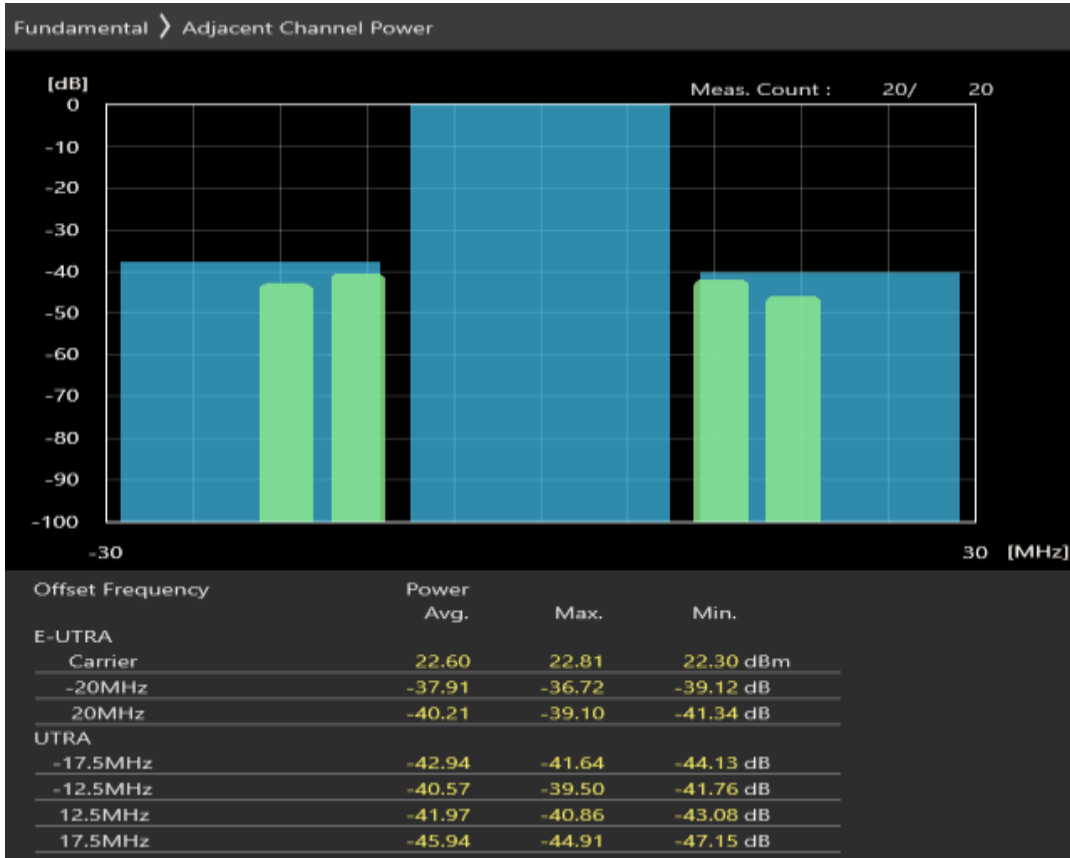 Fundamental ❯ Adjacent Channel Power
[dB]
Meas. Count : 20/ 20
0
-10
-20
-30
-40
-50
-60
-70
-80
-90
-100
-30 30 [MHz]
Offset Frequency Power
Avg. Max. Min.
E-UTRA
Carrier 22.60 22.81 22.30 dBm
-20MHz -37.91 -36.72 -39.12 dB
20MHz -40.21 -39.10 -41.34 dB
UTRA
-17.5MHz -42.94 -41.64 -44.13 dB
-12.5MHz -40.57 -39.50 -41.76 dB
12.5MHz -41.97 -40.86 -43.08 dB
17.5MHz -45.94 -44.91 -47.15 dB